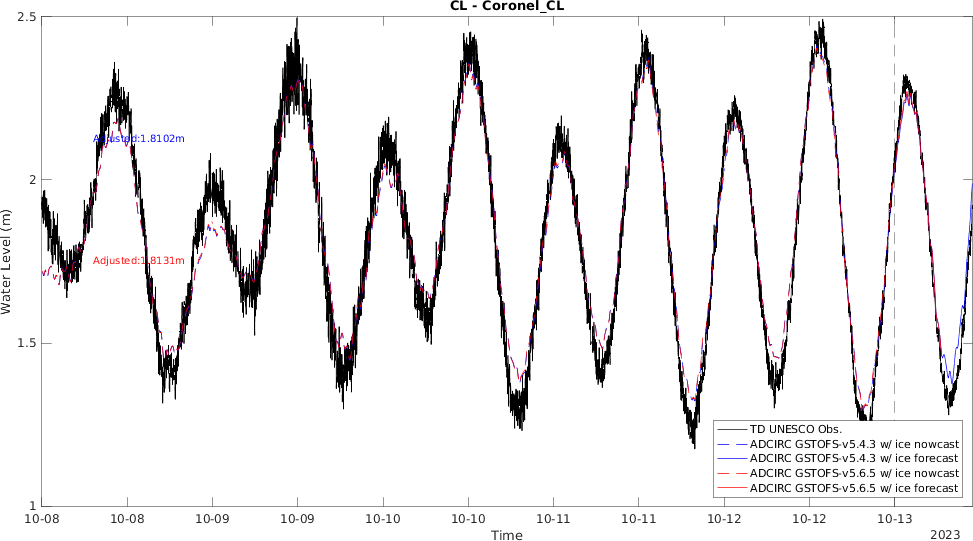 CL - Coronel_CL
2.5
2
1.5
1
Water Level (m)
Adjusted:1.8102m
Adjusted:1.8131m
TD UNESCO Obs.
ADCIRC GSTOFS-v5.4.3 w/ ice nowcast
ADCIRC GSTOFS-v5.4.3 w/ ice forecast
ADCIRC GSTOFS-v5.6.5 w/ ice nowcast
ADCIRC GSTOFS-v5.6.5 w/ ice forecast
10-08 10-08 10-09 10-09 10-10 10-10 10-11 10-11 10-12 10-12 10-13
Time
2023